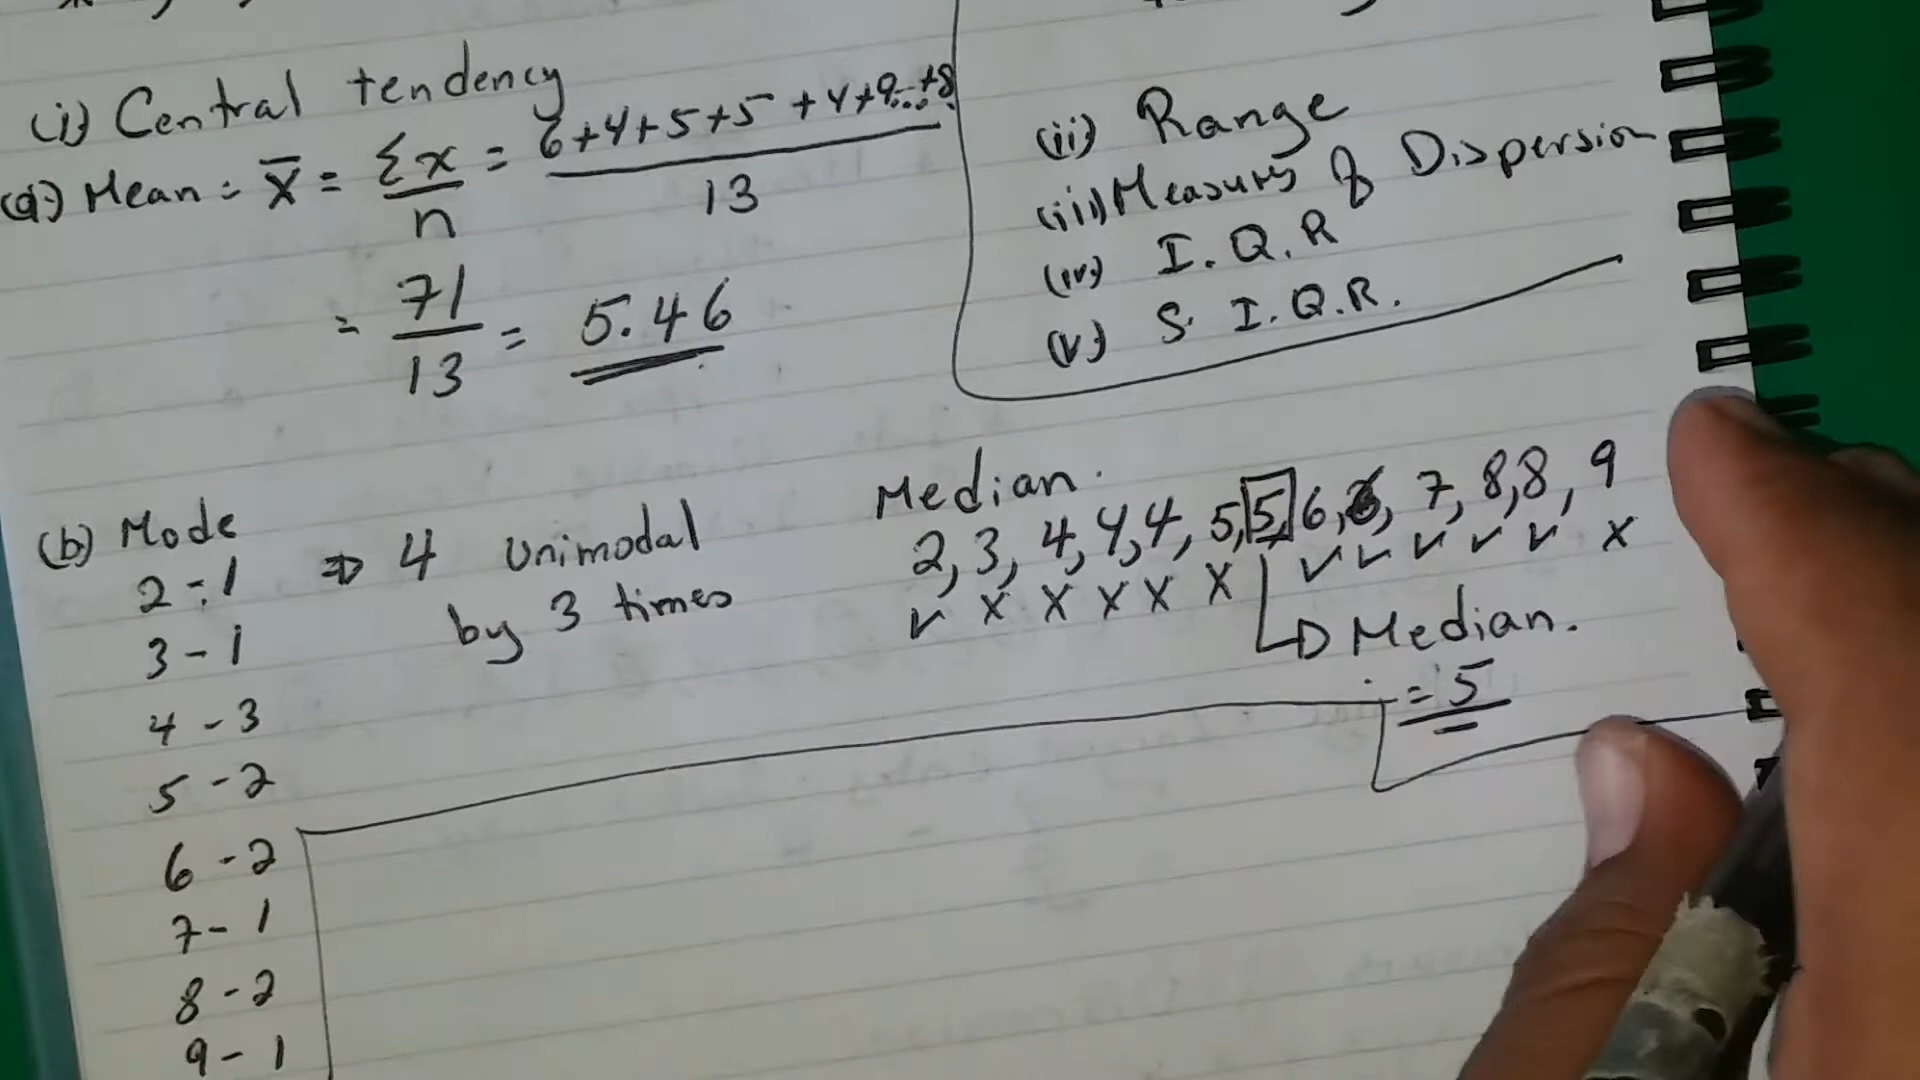 (i) Central tendency
(a) Mean = x̄ = Σx/n = 6+4+5+5+4+9...+8/13
= 71/13 = 5.46
(ii) Range
(iii) Measures of Dispersion
(iv) I.Q.R
(v) S.I.Q.R.
(b) Mode
2 - 1 ⇒ 4 Unimodal
by 3 times
3 - 1
4 - 3
5 - 2
6 - 2
7 - 1
8 - 2
9 - 1
Median.
2, 3, 4, 4, 4, 5, 5, 6, 6, 7, 8, 8, 9
✓ x x x x x ✓ ✓ ✓ ✓ ✓ x
Median.
= 5